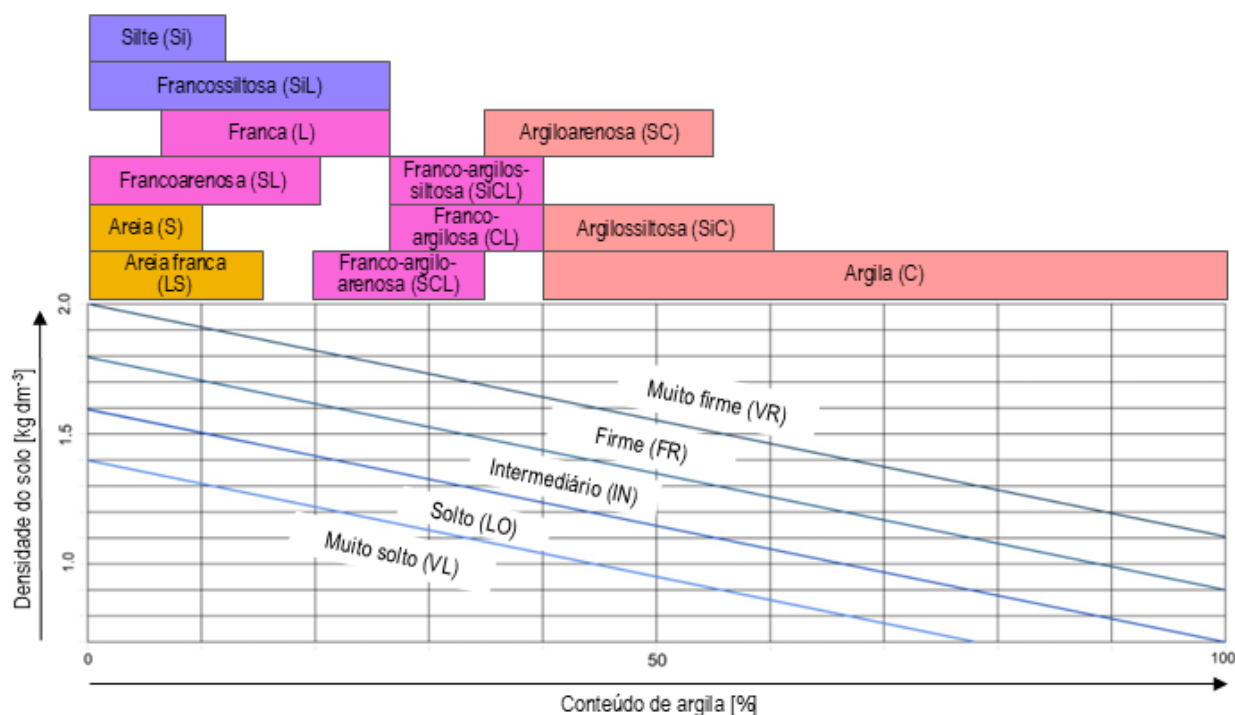 Silte (Si)
Francossiltosa (SiL)
Franca (L)
Argiloarenosa (SC)
Francoarenosa (SL)
Franco-argilos-
siltosa (SiCL)
Areia (S)
Franco-
argilosa (CL)
Argilossiltosa (SiC)
Areia franca
(LS)
Franco-argilo-
arenosa (SCL)
Argila (C)
Densidade do solo [kg dm-³]
2.0
1.5
1.0
Muito firme (VR)
Firme (FR)
Intermediário (IN)
Solto (LO)
Muito solto (VL)
0
50
100
Conteúdo de argila [%]